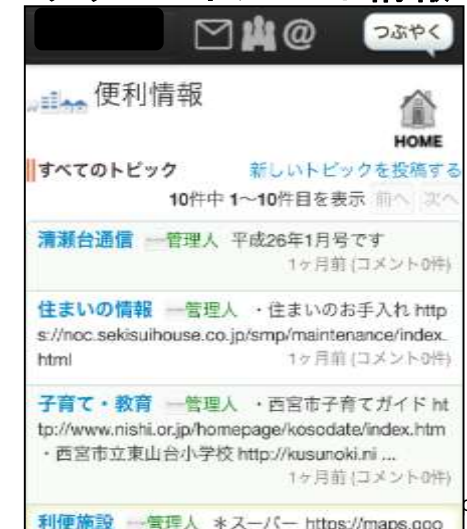 @ つぶやく
便利情報
HOME
すべてのトピック 新しいトピックを投稿する
10件中 1～10件目を表示 前へ 次へ
清瀬台通信 管理人 平成26年1月号です
1ヶ月前 (コメント0件)
住まいの情報 管理人 ・住まいのお手入れ http
s://noc.sekisuihouse.co.jp/smp/maintenance/index.
html 1ヶ月前 (コメント0件)
子育て・教育 管理人 ・西宮市子育てガイド ht
tp://www.nishi.or.jp/homepage/kosodate/index.htm
・西宮市立東山台小学校 http://kusunoki.ni ...
1ヶ月前 (コメント0件)
利便施設 管理人 ＊スーパー https://maps.goo